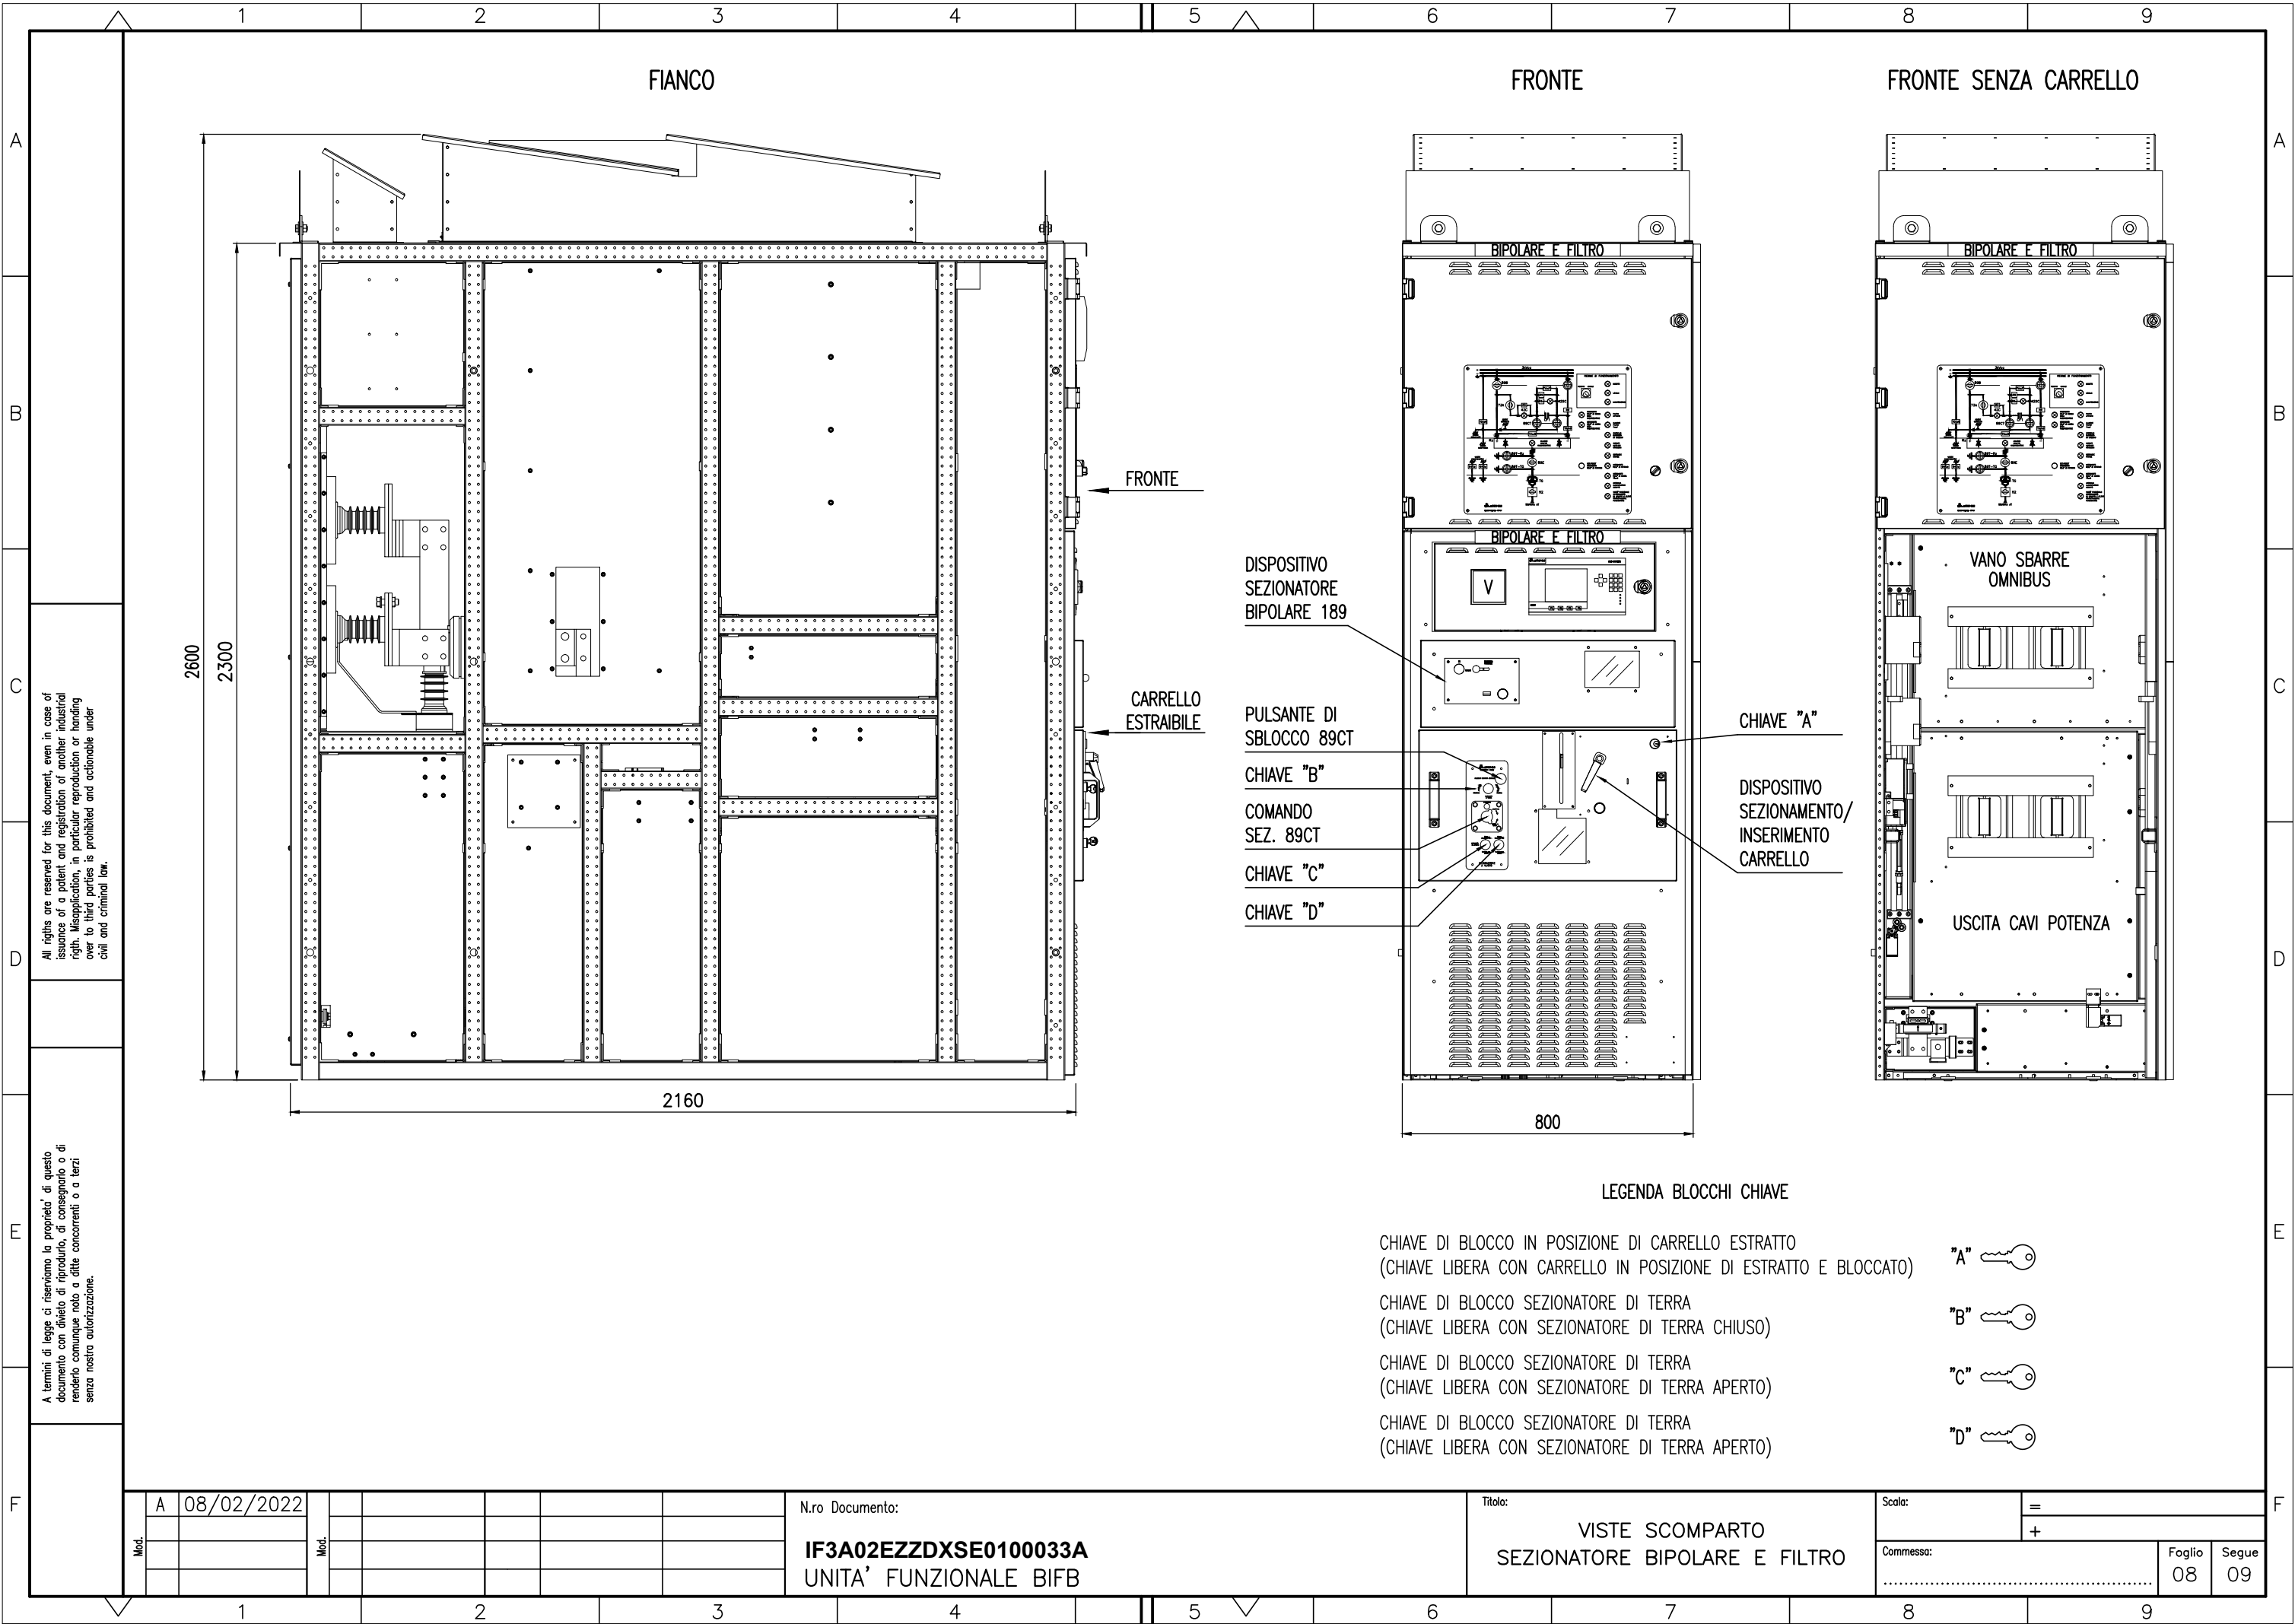 1 2 3 4 5 6 7 8 9
A
B
C
D
E
F
FIANCO
FRONTE
FRONTE SENZA CARRELLO
2600
2300
2160
FRONTE
CARRELLO
ESTRAIBILE
BIPOLARE E FILTRO
BIPOLARE E FILTRO
V
800
DISPOSITIVO
SEZIONATORE
BIPOLARE 189
PULSANTE DI
SBLOCCO 89CT
CHIAVE "B"
COMANDO
SEZ. 89CT
CHIAVE "C"
CHIAVE "D"
CHIAVE "A"
DISPOSITIVO
SEZIONAMENTO/
INSERIMENTO
CARRELLO
BIPOLARE E FILTRO
VANO SBARRE
OMNIBUS
USCITA CAVI POTENZA
A
B
C
D
E
F
All rigths are reserved for this document, even in case of
issuance of a patent and registration of another industrial
rigth. Misapplication, in particular reproduction or handing
over to third parties is prohibited and actionable under
civil and criminal law.
A termini di legge ci riserviamo la proprieta' di questo
documento con divieto di riprodurlo, di consegnarlo o di
renderlo comunque noto a ditte concorrenti o a terzi
senza nostra autorizzazione.
LEGENDA BLOCCHI CHIAVE
CHIAVE DI BLOCCO IN POSIZIONE DI CARRELLO ESTRATTO
(CHIAVE LIBERA CON CARRELLO IN POSIZIONE DI ESTRATTO E BLOCCATO) "A"
CHIAVE DI BLOCCO SEZIONATORE DI TERRA
(CHIAVE LIBERA CON SEZIONATORE DI TERRA CHIUSO) "B"
CHIAVE DI BLOCCO SEZIONATORE DI TERRA
(CHIAVE LIBERA CON SEZIONATORE DI TERRA APERTO) "C"
CHIAVE DI BLOCCO SEZIONATORE DI TERRA
(CHIAVE LIBERA CON SEZIONATORE DI TERRA APERTO) "D"
A 08/02/2022
Mod.
Mod.
N.ro Documento:
IF3A02EZZDXSE0100033A
UNITA' FUNZIONALE BIFB
Titolo:
VISTE SCOMPARTO
SEZIONATORE BIPOLARE E FILTRO
Scala:
=
+
Commessa:
Foglio
08
Segue
09
1 2 3 4 5 6 7 8 9